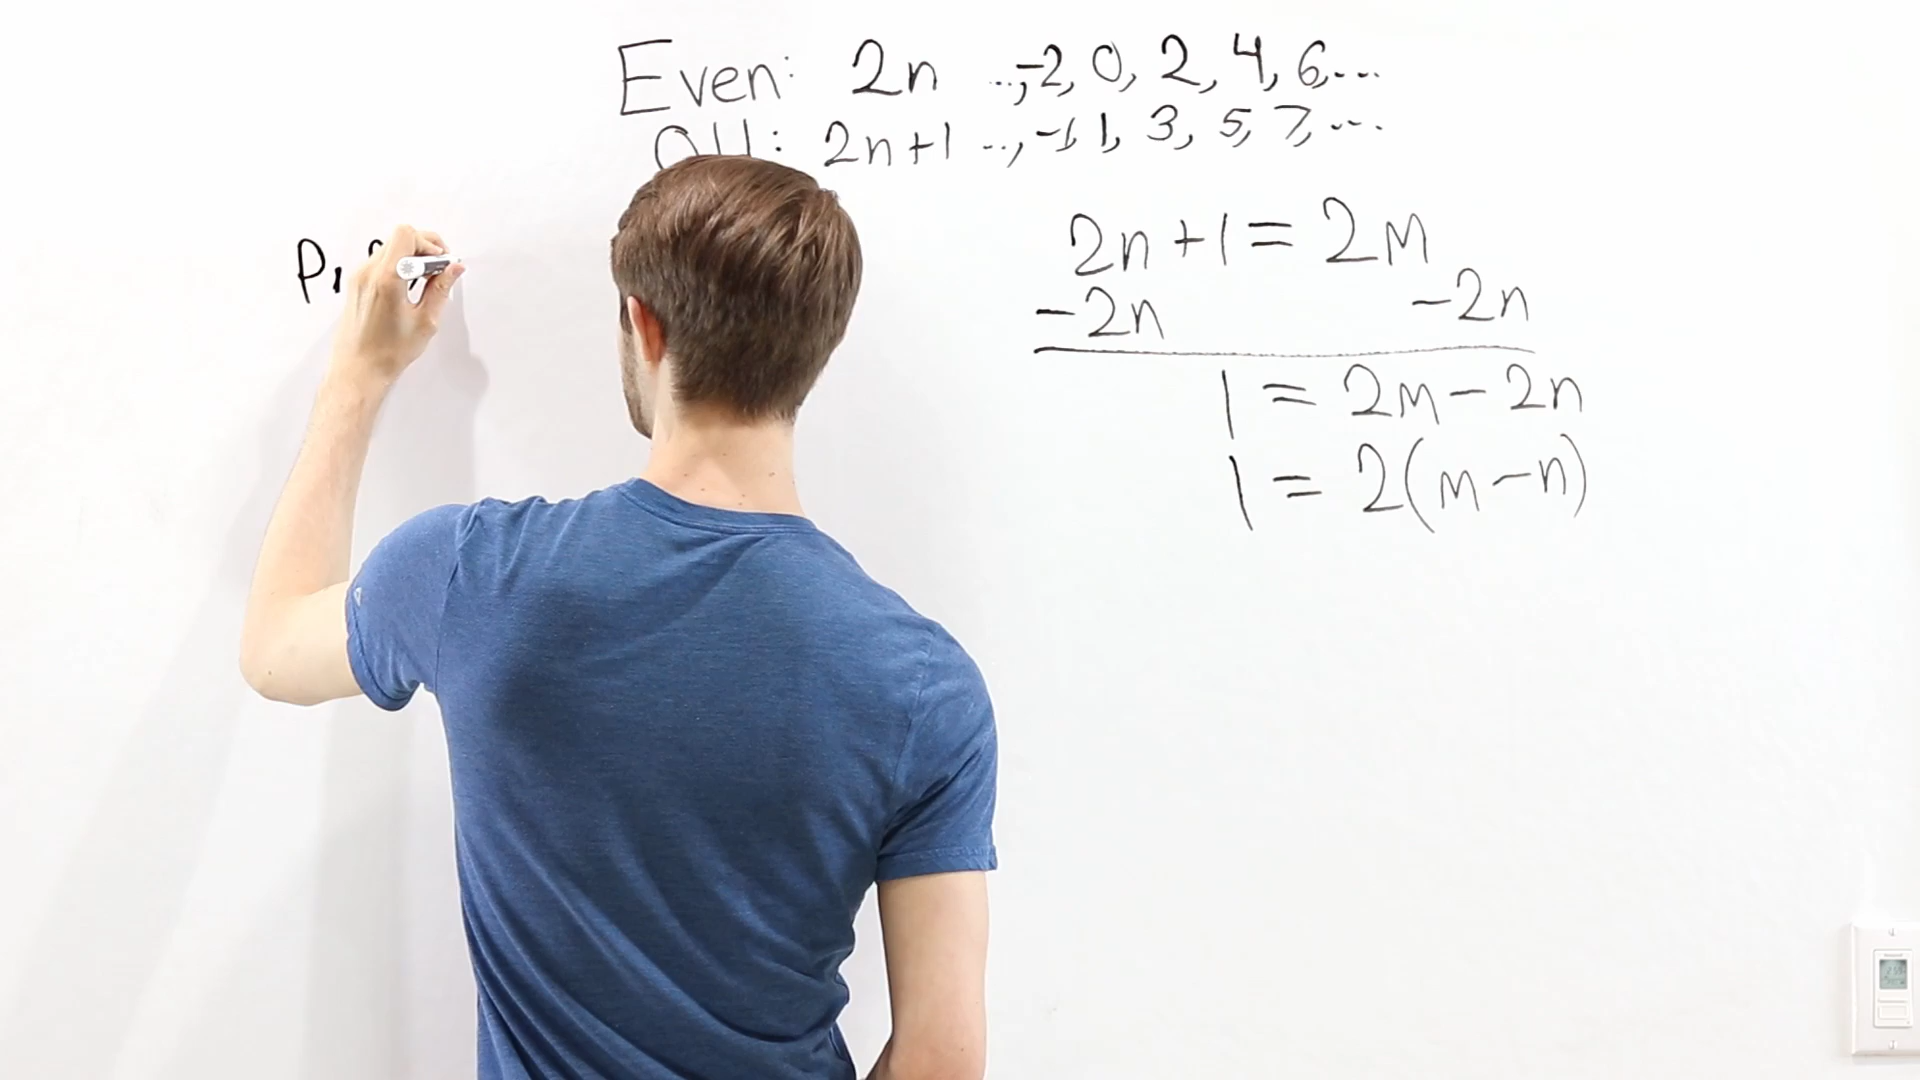 Even: 2n ..,-2, 0, 2, 4, 6,...
: 2n+1 ..,-1, 1, 3, 5, 7,...
P,
2n+1= 2m
-2n -2n
1 = 2m-2n
1 = 2(m-n)